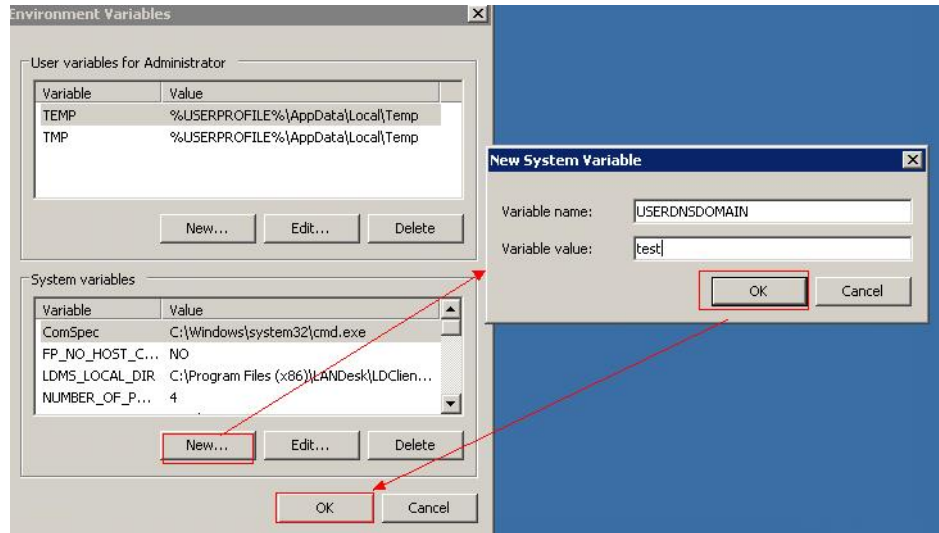 Environment Variables
User variables for Administrator
Variable Value
TEMP %USERPROFILE%\AppData\Local\Temp
TMP %USERPROFILE%\AppData\Local\Temp
New... Edit... Delete
System variables
Variable Value
ComSpec C:\Windows\system32\cmd.exe
FP_NO_HOST_C... NO
LDMS_LOCAL_DIR C:\Program Files (x86)\LANDesk\LDClien...
NUMBER_OF_P... 4
New... Edit... Delete
OK Cancel
New System Variable
Variable name: USERDNSDOMAIN
Variable value: test
OK Cancel